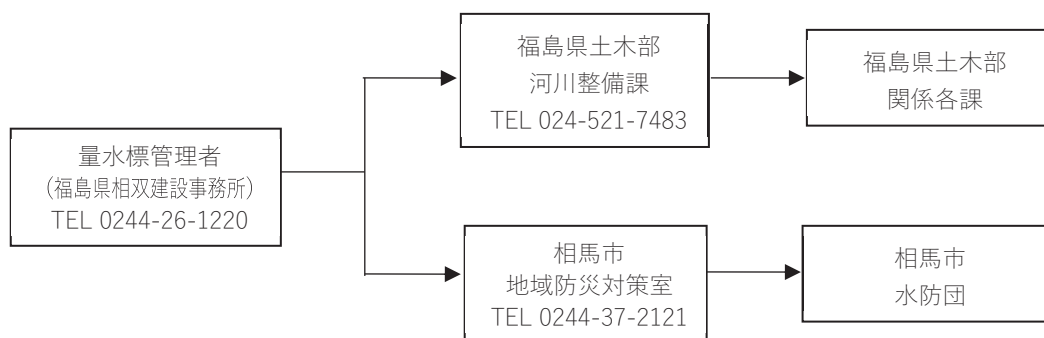 福島県土木部
河川整備課
TEL 024-521-7483
福島県土木部
関係各課
量水標管理者
(福島県相双建設事務所)
TEL 0244-26-1220
相馬市
地域防災対策室
TEL 0244-37-2121
相馬市
水防団